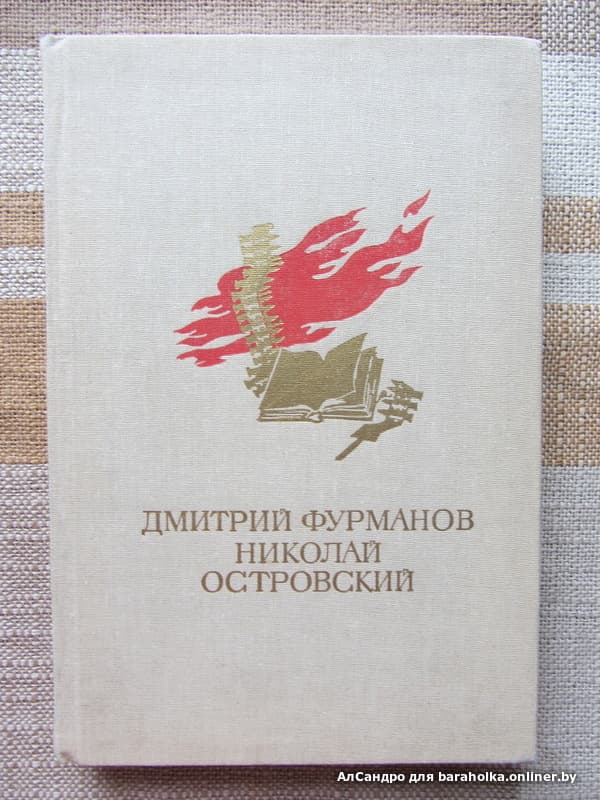 ДМИТРИЙ ФУРМАНОВ
НИКОЛАЙ
ОСТРОВСКИЙ
АлСандро для baraholka.onliner.by